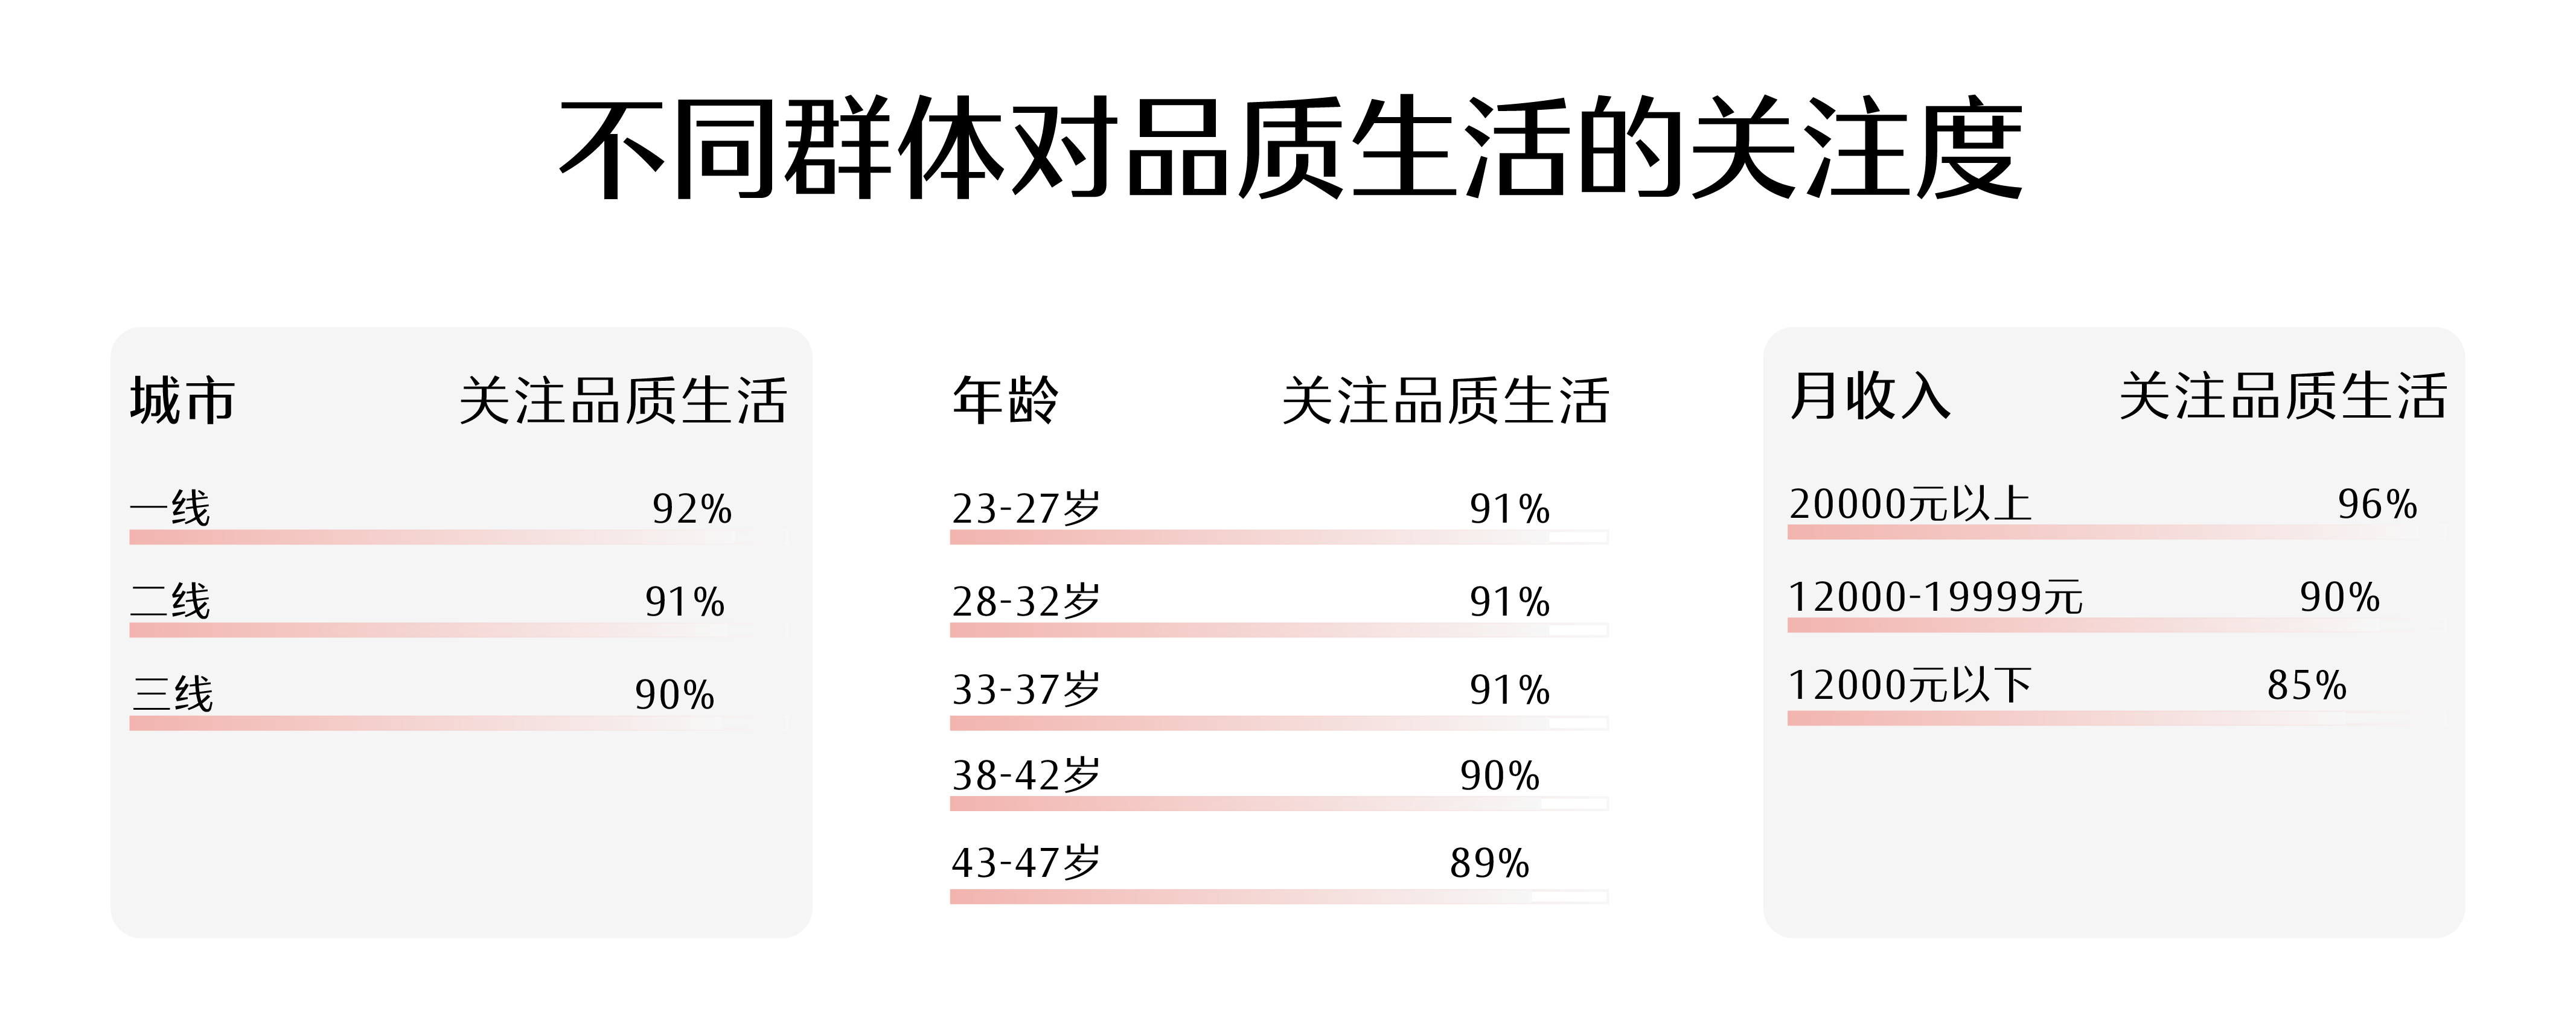 不同群体对品质生活的关注度
城市 关注品质生活
一线 92%
二线 91%
三线 90%
年龄 关注品质生活
23-27岁 91%
28-32岁 91%
33-37岁 91%
38-42岁 90%
43-47岁 89%
月收入 关注品质生活
20000元以上 96%
12000-19999元 90%
12000元以下 85%